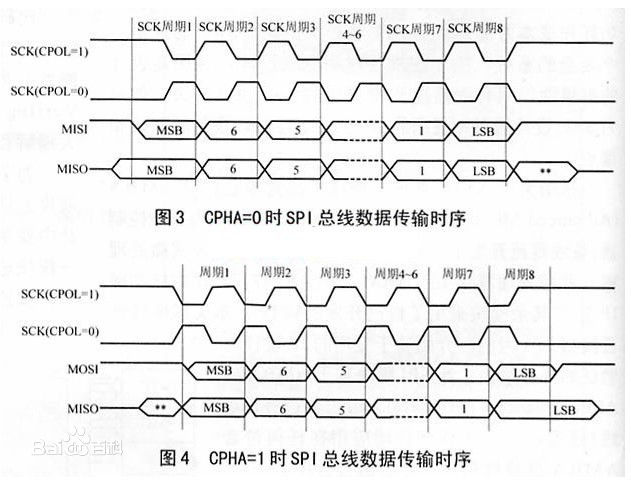 SCK周期1 SCK周期2 SCK周期3 SCK周期4~6 SCK周期7 SCK周期8
SCK(CPOL=1)
SCK(CPOL=0)
MISI MSB 6 5 1 LSB
MISO MSB 6 5 1 LSB **
图3 CPHA=0时SPI总线数据传输时序
周期1 周期2 周期3 周期4~6 周期7 周期8
SCK(CPOL=1)
SCK(CPOL=0)
MOSI MSB 6 5 1 LSB
MISO ** MSB 6 5 1 LSB
Bai百科
图4 CPHA=1时SPI总线数据传输时序